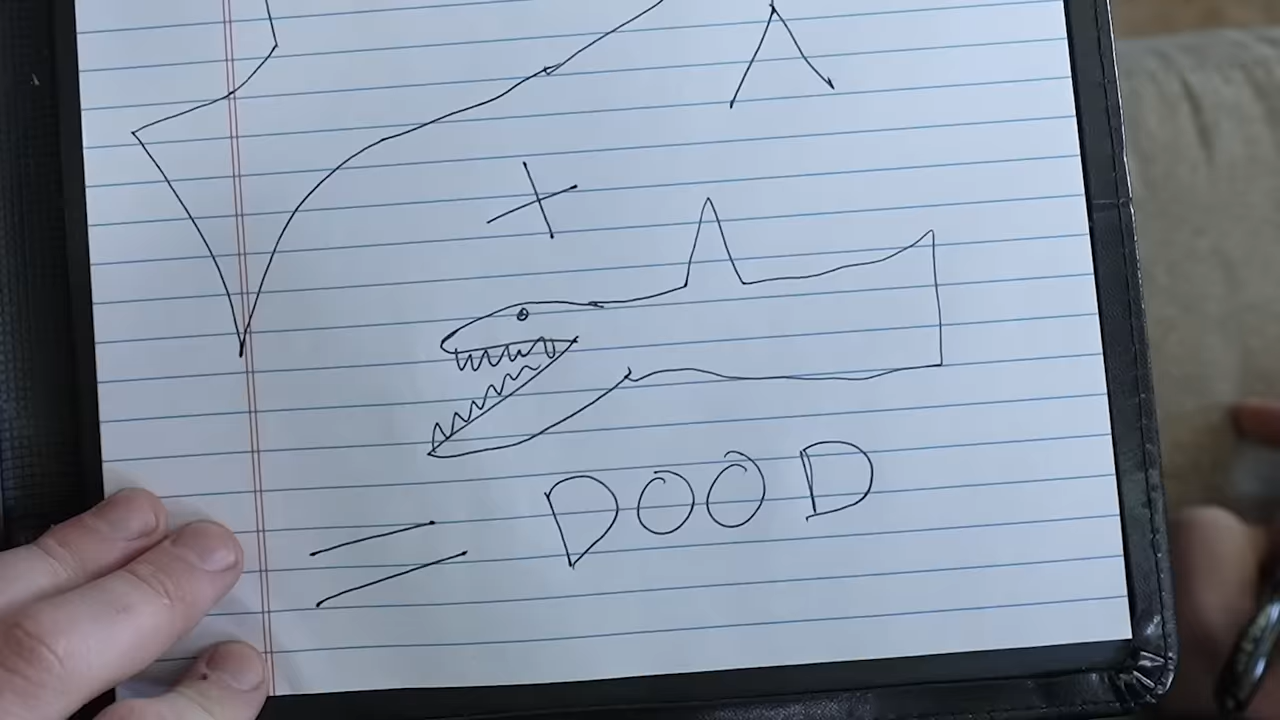 +
= DOOD